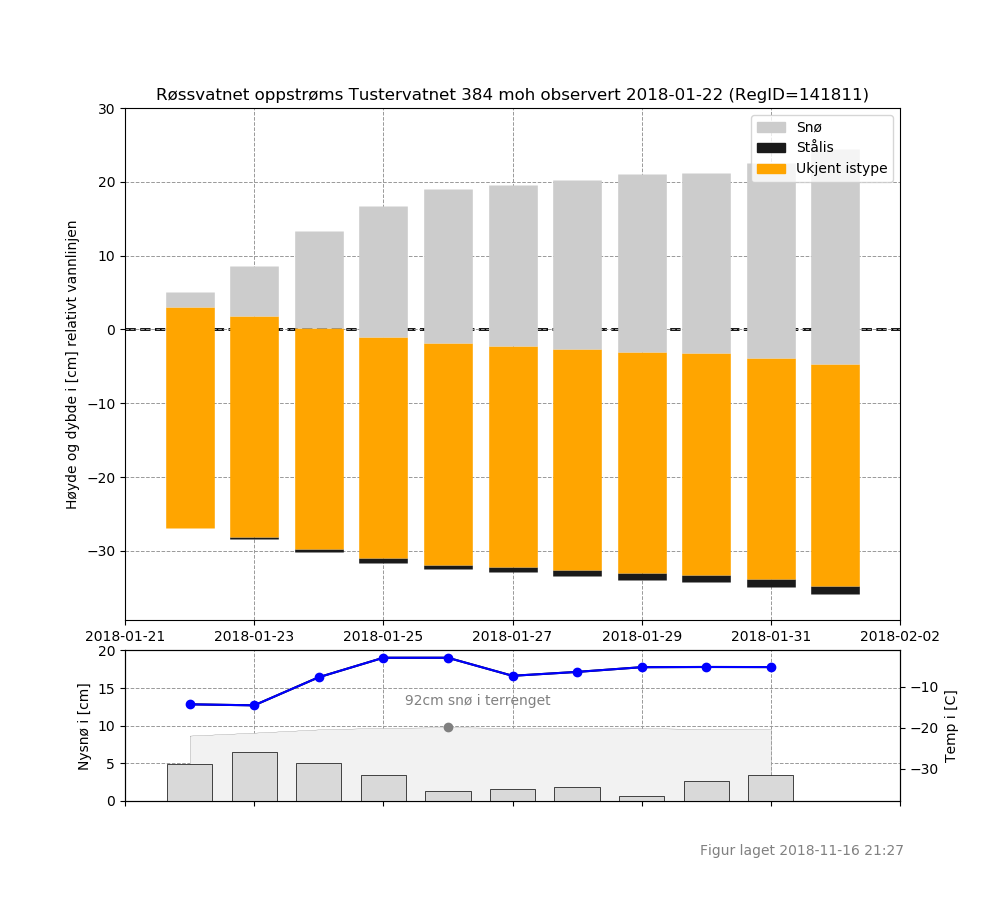 Røssvatnet oppstrøms Tustervatnet 384 moh observert 2018-01-22 (RegID=141811)
Snø
Stålis
Ukjent istype
Høyde og dybde i [cm] relativt vannlinjen
30
20
10
0
−10
−20
−30
2018-01-21 2018-01-23 2018-01-25 2018-01-27 2018-01-29 2018-01-31 2018-02-02
Nysnø i [cm]
20
15
10
5
0
92cm snø i terrenget
−10
−20
−30
Temp i [C]
Figur laget 2018-11-16 21:27